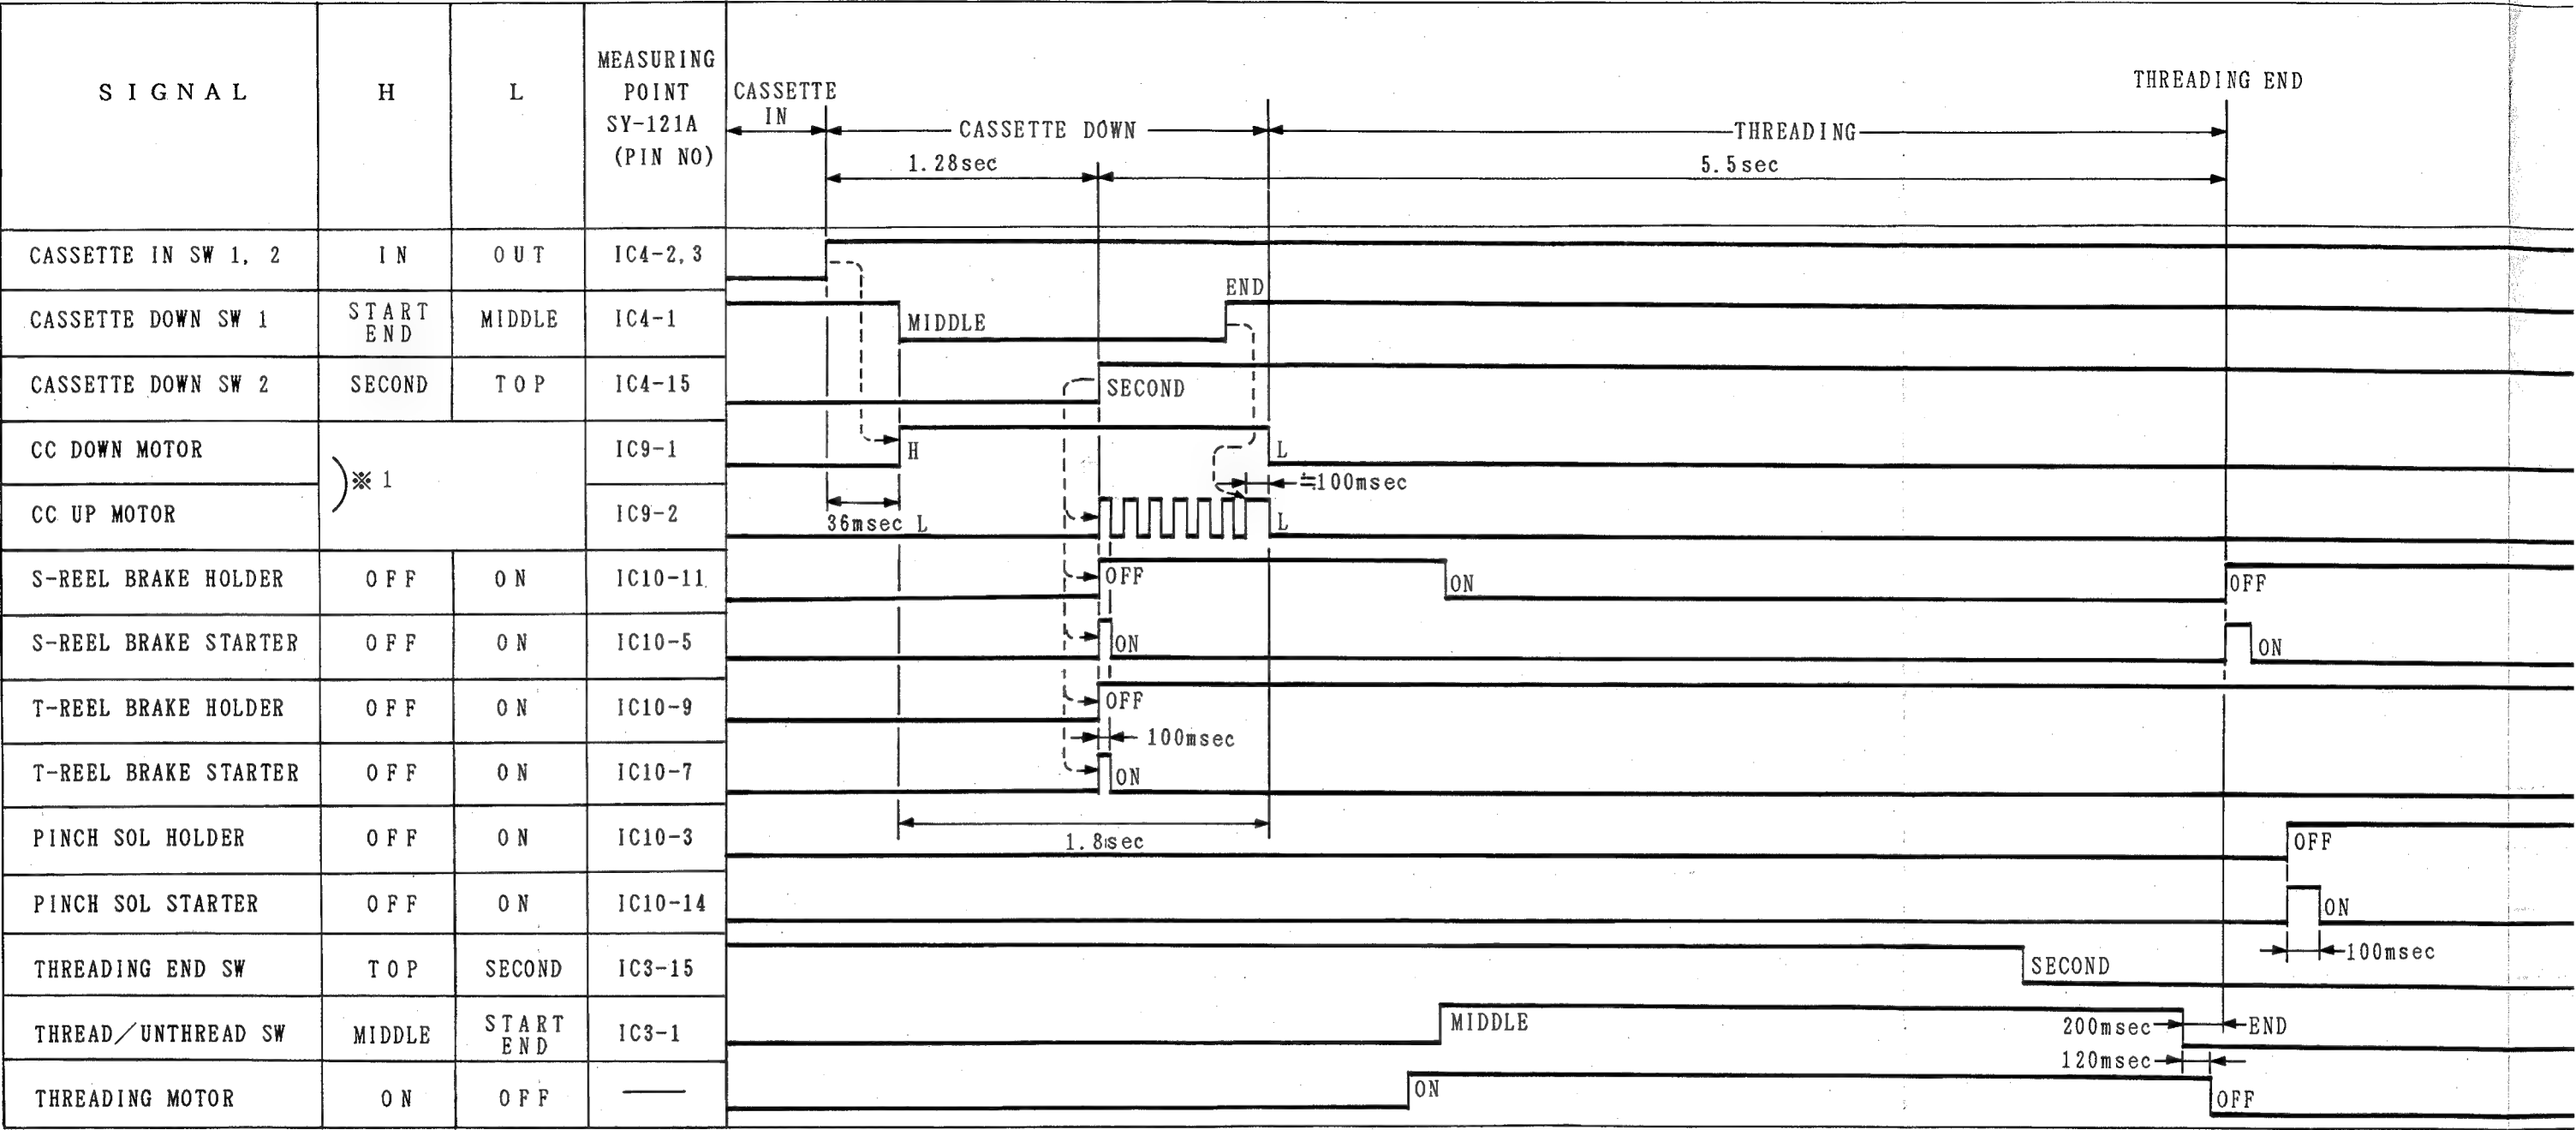 SIGNAL
H
L
MEASURING
POINT
SY-121A
(PIN NO)
CASSETTE
IN
CASSETTE DOWN
THREADING
THREADING END
1.28sec
5.5sec
CASSETTE IN SW 1, 2
IN
OUT
IC4-2,3
CASSETTE DOWN SW 1
START
END
MIDDLE
IC4-1
MIDDLE
END
CASSETTE DOWN SW 2
SECOND
TOP
IC4-15
SECOND
CC DOWN MOTOR
※1
IC9-1
H
L
≒100msec
CC UP MOTOR
IC9-2
36msec
L
L
S-REEL BRAKE HOLDER
OFF
ON
IC10-11
OFF
ON
OFF
S-REEL BRAKE STARTER
OFF
ON
IC10-5
ON
ON
T-REEL BRAKE HOLDER
OFF
ON
IC10-9
OFF
100msec
T-REEL BRAKE STARTER
OFF
ON
IC10-7
ON
PINCH SOL HOLDER
OFF
ON
IC10-3
1.8sec
OFF
PINCH SOL STARTER
OFF
ON
IC10-14
ON
100msec
THREADING END SW
TOP
SECOND
IC3-15
SECOND
THREAD/UNTHREAD SW
MIDDLE
START
END
IC3-1
MIDDLE
200msec
END
120msec
THREADING MOTOR
ON
OFF
ON
OFF